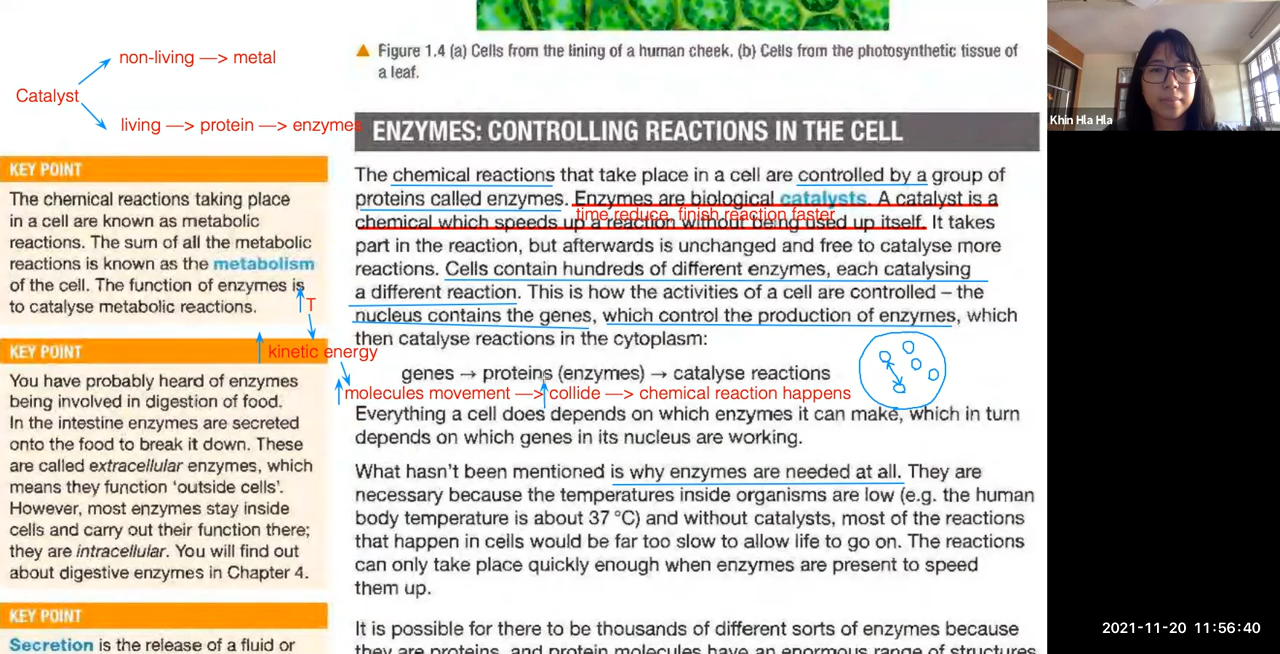 Figure 1.4 (a) Cells from the lining of a human cheek. (b) Cells from the photosynthetic tissue of
a leaf.
non-living —> metal
Catalyst
living —> protein —> enzymes
ENZYMES: CONTROLLING REACTIONS IN THE CELL
KEY POINT
The chemical reactions taking place
in a cell are known as metabolic
reactions. The sum of all the metabolic
reactions is known as the metabolism
of the cell. The function of enzymes is
to catalyse metabolic reactions.
↑T
KEY POINT
↑ kinetic energy
You have probably heard of enzymes
being involved in digestion of food.
In the intestine enzymes are secreted
onto the food to break it down. These
are called extracellular enzymes, which
means they function ‘outside cells’.
However, most enzymes stay inside
cells and carry out their function there;
they are intracellular. You will find out
about digestive enzymes in Chapter 4.
KEY POINT
Secretion is the release of a fluid or
The chemical reactions that take place in a cell are controlled by a group of
proteins called enzymes. Enzymes are biological catalysts. A catalyst is a
time reduce, finish reaction faster
chemical which speeds up a reaction without being used up itself. It takes
part in the reaction, but afterwards is unchanged and free to catalyse more
reactions. Cells contain hundreds of different enzymes, each catalysing
a different reaction. This is how the activities of a cell are controlled – the
nucleus contains the genes, which control the production of enzymes, which
then catalyse reactions in the cytoplasm:
genes → proteins (enzymes) → catalyse reactions
↑ molecules movement —> ↑ collide —> chemical reaction happens
Everything a cell does depends on which enzymes it can make, which in turn
depends on which genes in its nucleus are working.
What hasn’t been mentioned is why enzymes are needed at all. They are
necessary because the temperatures inside organisms are low (e.g. the human
body temperature is about 37 °C) and without catalysts, most of the reactions
that happen in cells would be far too slow to allow life to go on. The reactions
can only take place quickly enough when enzymes are present to speed
them up.
It is possible for there to be thousands of different sorts of enzymes because
they are proteins, and protein molecules have an enormous range of structures
Khin Hla Hla
2021-11-20 11:56:40